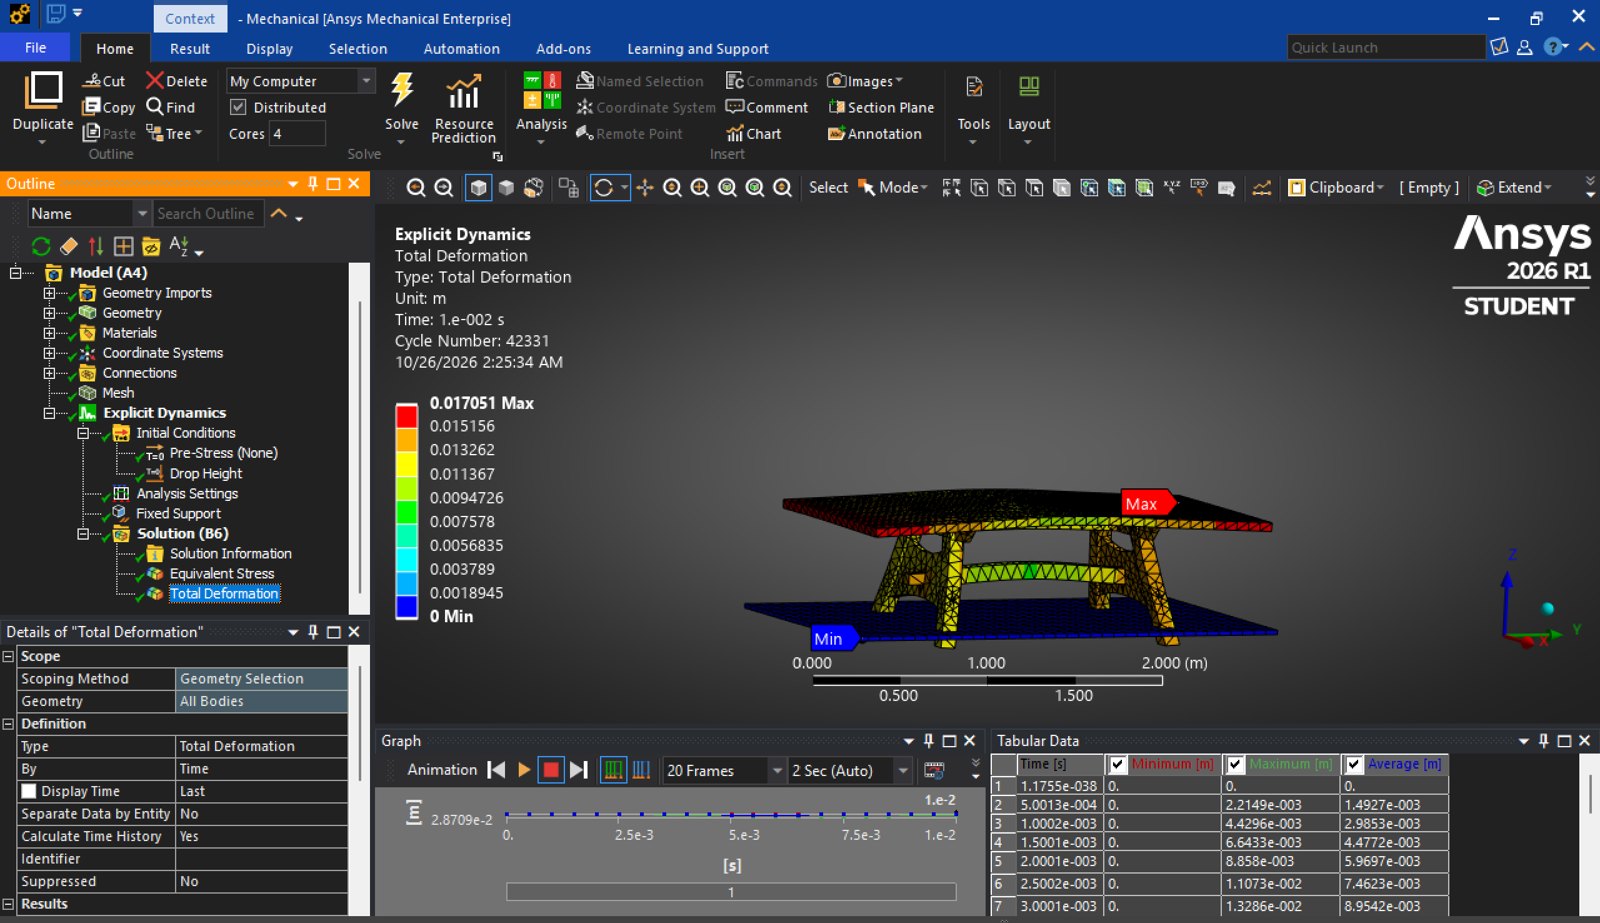 Context
- Mechanical [Ansys Mechanical Enterprise]
File
Home
Result
Display
Selection
Automation
Add-ons
Learning and Support
Quick Launch
Duplicate
Cut
Copy
Paste
Delete
Find
Tree
Outline
My Computer
Distributed
Cores 4
Solve
Resource
Prediction
Solve
Analysis
Named Selection
Coordinate System
Remote Point
Commands
Comment
Chart
Images
Section Plane
Annotation
Insert
Tools
Layout
Outline
Name
Search Outline
Select
Mode
Clipboard
[ Empty ]
Extend
Model (A4)
Geometry Imports
Geometry
Materials
Coordinate Systems
Connections
Mesh
Explicit Dynamics
Initial Conditions
Pre-Stress (None)
Drop Height
Analysis Settings
Fixed Support
Solution (B6)
Solution Information
Equivalent Stress
Total Deformation
Details of "Total Deformation"
Scope
Scoping Method Geometry Selection
Geometry All Bodies
Definition
Type Total Deformation
By Time
Display Time Last
Separate Data by Entity No
Calculate Time History Yes
Identifier
Suppressed No
Results
Explicit Dynamics
Total Deformation
Type: Total Deformation
Unit: m
Time: 1.e-002 s
Cycle Number: 42331
10/26/2026 2:25:34 AM
0.017051 Max
0.015156
0.013262
0.011367
0.0094726
0.007578
0.0056835
0.003789
0.0018945
0 Min
Ansys
2026 R1
STUDENT
Max
Min
0.000 1.000 2.000 (m)
0.500 1.500
Z
Y
X
Graph
Animation
20 Frames
2 Sec (Auto)
[m]
2.8709e-2
1.e-2
0. 2.5e-3 5.e-3 7.5e-3 1.e-2
[s]
1
Tabular Data
Time [s] Minimum [m] Maximum [m] Average [m]
1 1.1755e-038 0. 0. 0.
2 5.0013e-004 0. 2.2149e-003 1.4927e-003
3 1.0002e-003 0. 4.4296e-003 2.9853e-003
4 1.5001e-003 0. 6.6433e-003 4.4772e-003
5 2.0001e-003 0. 8.858e-003 5.9697e-003
6 2.5002e-003 0. 1.1073e-002 7.4623e-003
7 3.0001e-003 0. 1.3286e-002 8.9542e-003